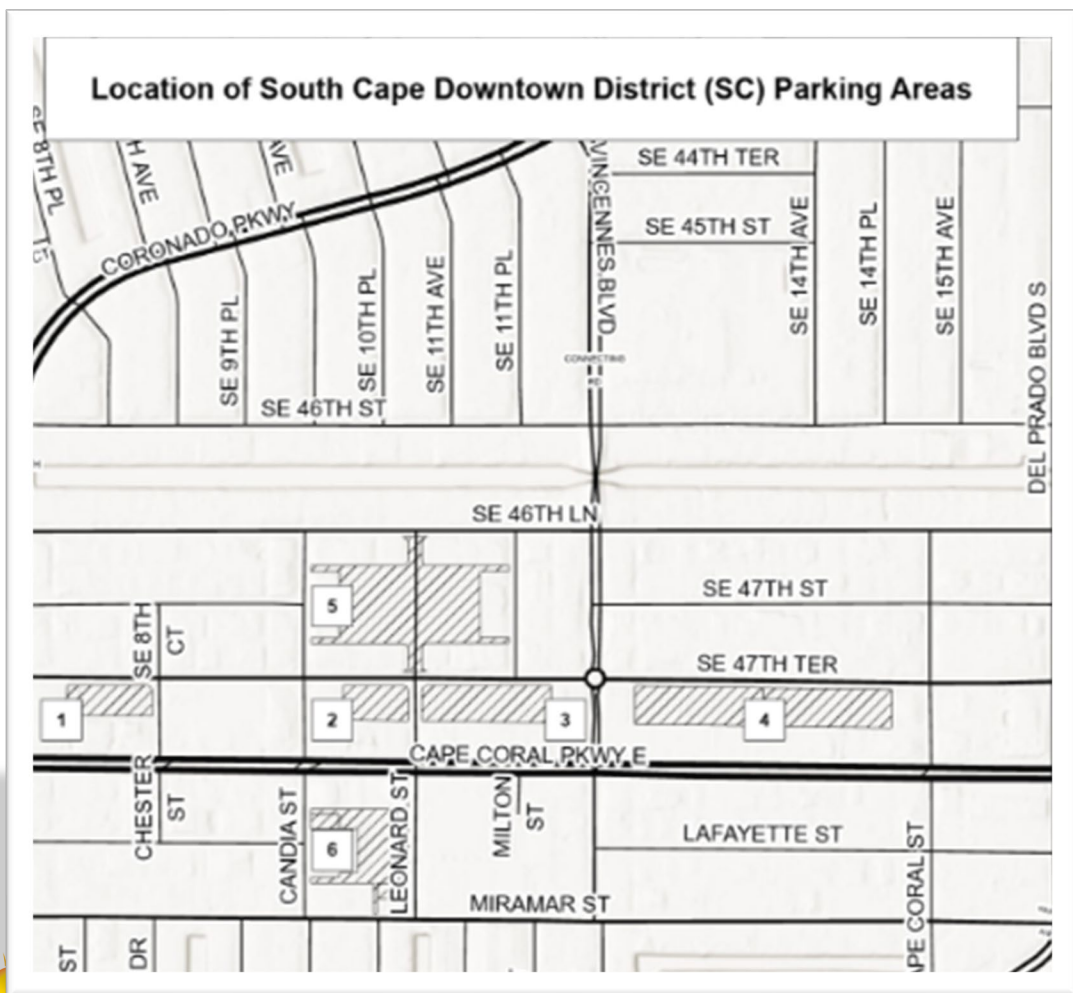 Location of South Cape Downtown District (SC) Parking Areas
SE 8TH PL
H AVE
AVE
CT
CORONADO PKWY
VINCENNES BLVD
SE 44TH TER
SE 45TH ST
SE 9TH PL
SE 10TH PL
SE 11TH AVE
SE 11TH PL
SE 14TH AVE
SE 14TH PL
SE 15TH AVE
DEL PRADO BLVD S
CONNECTING
RD
SE 46TH ST
SE 46TH LN
SE 47TH ST
5
SE 8TH
CT
SE 47TH TER
1
2
3
4
CAPE CORAL PKWY E
CHESTER
ST
CANDIA ST
LEONARD ST
MILTON
ST
LAFAYETTE ST
6
MIRAMAR ST
APE CORAL ST
ST
DR